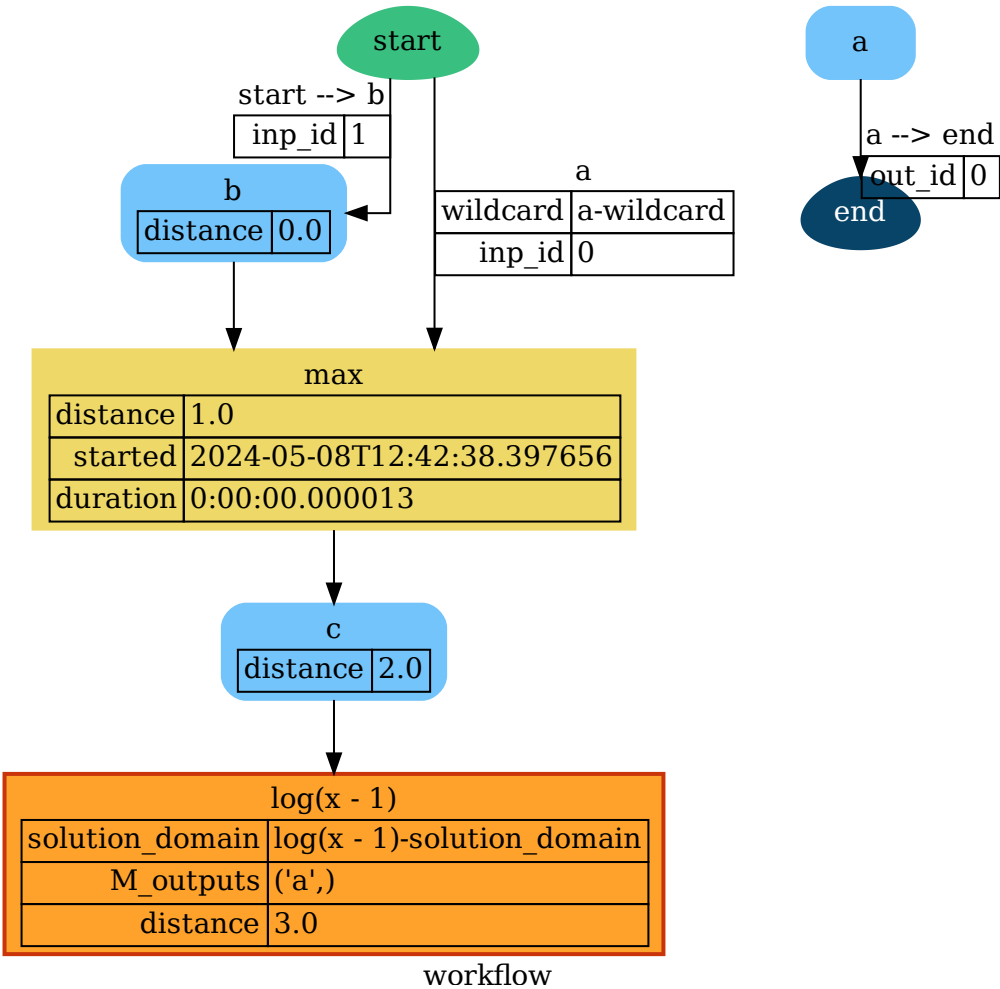 start
a
start --> b
inp_id 1
a --> end
out_id 0
end
a
wildcard a-wildcard
inp_id 0
b
distance 0.0
max
distance 1.0
started 2024-05-08T12:42:38.397656
duration 0:00:00.000013
c
distance 2.0
log(x - 1)
solution_domain log(x - 1)-solution_domain
M_outputs ('a',)
distance 3.0
workflow